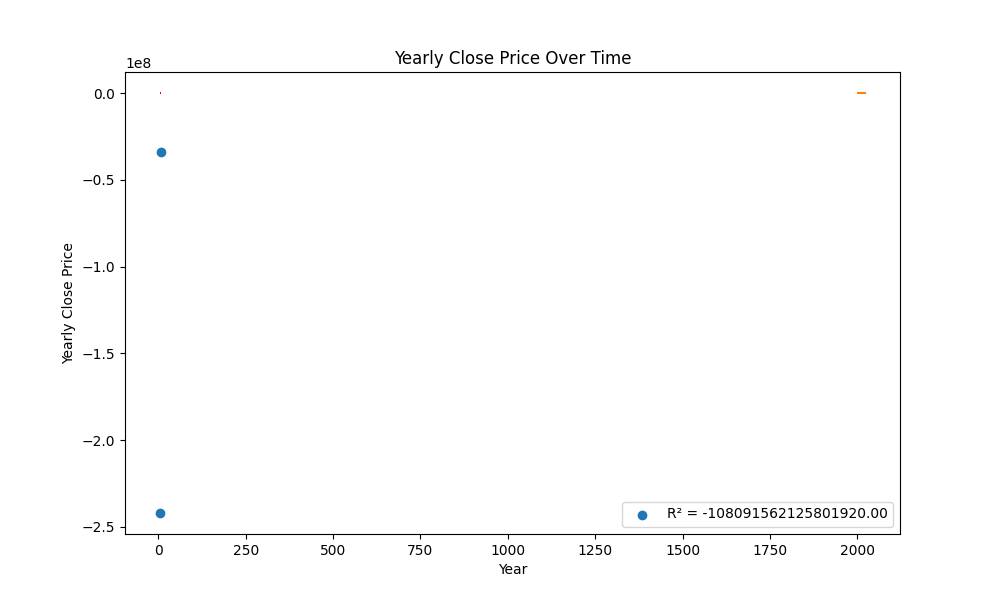 Yearly Close Price Over Time
1e8
0.0
−0.5
−1.0
−1.5
−2.0
−2.5
Yearly Close Price
R² = -108091562125801920.00
0 250 500 750 1000 1250 1500 1750 2000
Year